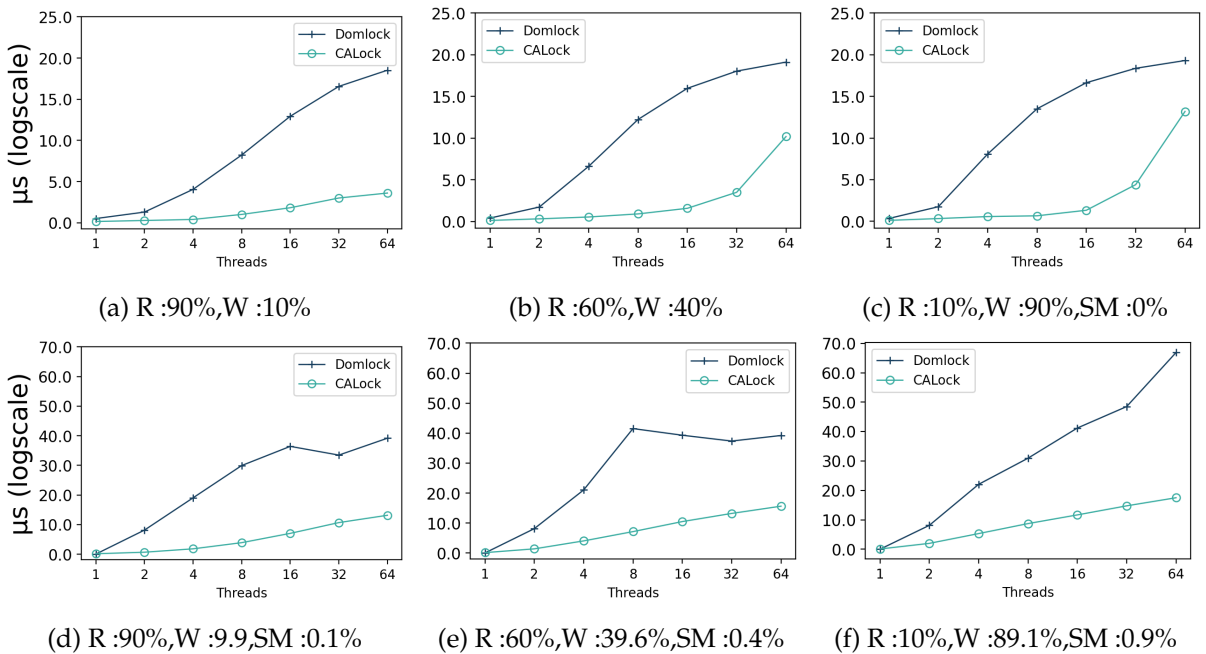 25.0
20.0
15.0
10.0
5.0
0.0
µs (logscale)
Domlock
CALock
1 2 4 8 16 32 64
Threads
(a) R :90%,W :10%
25.0
20.0
15.0
10.0
5.0
0.0
Domlock
CALock
1 2 4 8 16 32 64
Threads
(b) R :60%,W :40%
25.0
20.0
15.0
10.0
5.0
0.0
Domlock
CALock
1 2 4 8 16 32 64
Threads
(c) R :10%,W :90%,SM :0%
70.0
60.0
50.0
40.0
30.0
20.0
10.0
0.0
µs (logscale)
Domlock
CALock
1 2 4 8 16 32 64
Threads
(d) R :90%,W :9.9,SM :0.1%
70.0
60.0
50.0
40.0
30.0
20.0
10.0
0.0
Domlock
CALock
1 2 4 8 16 32 64
Threads
(e) R :60%,W :39.6%,SM :0.4%
70.0
60.0
50.0
40.0
30.0
20.0
10.0
0.0
Domlock
CALock
1 2 4 8 16 32 64
Threads
(f) R :10%,W :89.1%,SM :0.9%